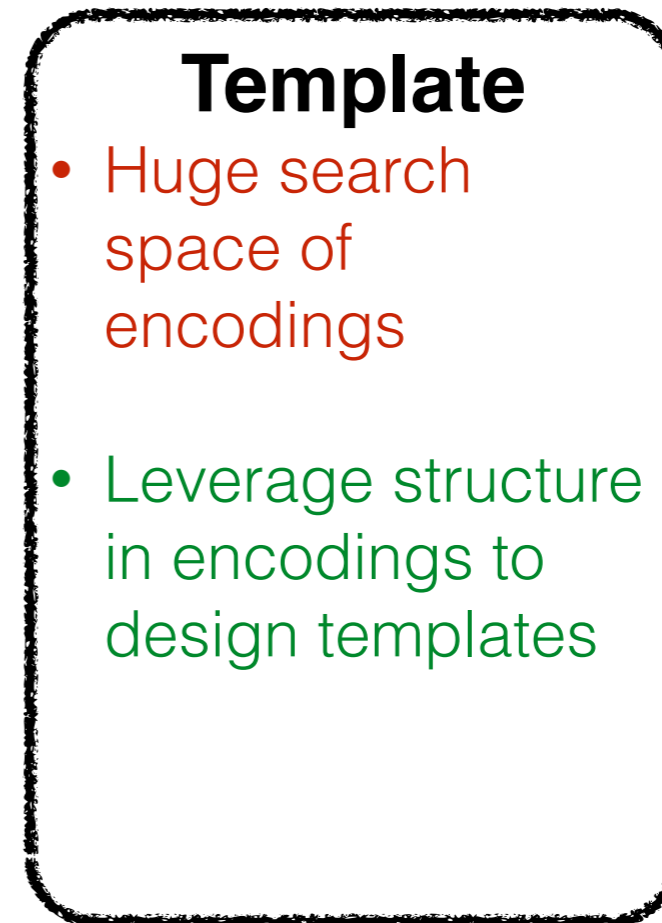 Template
• Huge search
space of
encodings
• Leverage structure
in encodings to
design templates